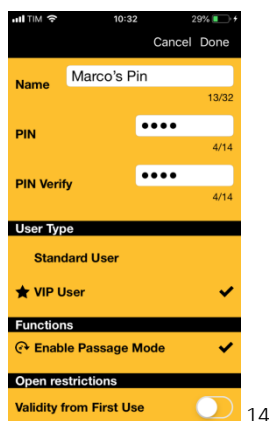 TIM 10:32 29%
Cancel Done
Name Marco's Pin
13/32
PIN ••••
4/14
PIN Verify ••••
4/14
User Type
Standard User
VIP User
Functions
Enable Passage Mode
Open restrictions
Validity from First Use
14